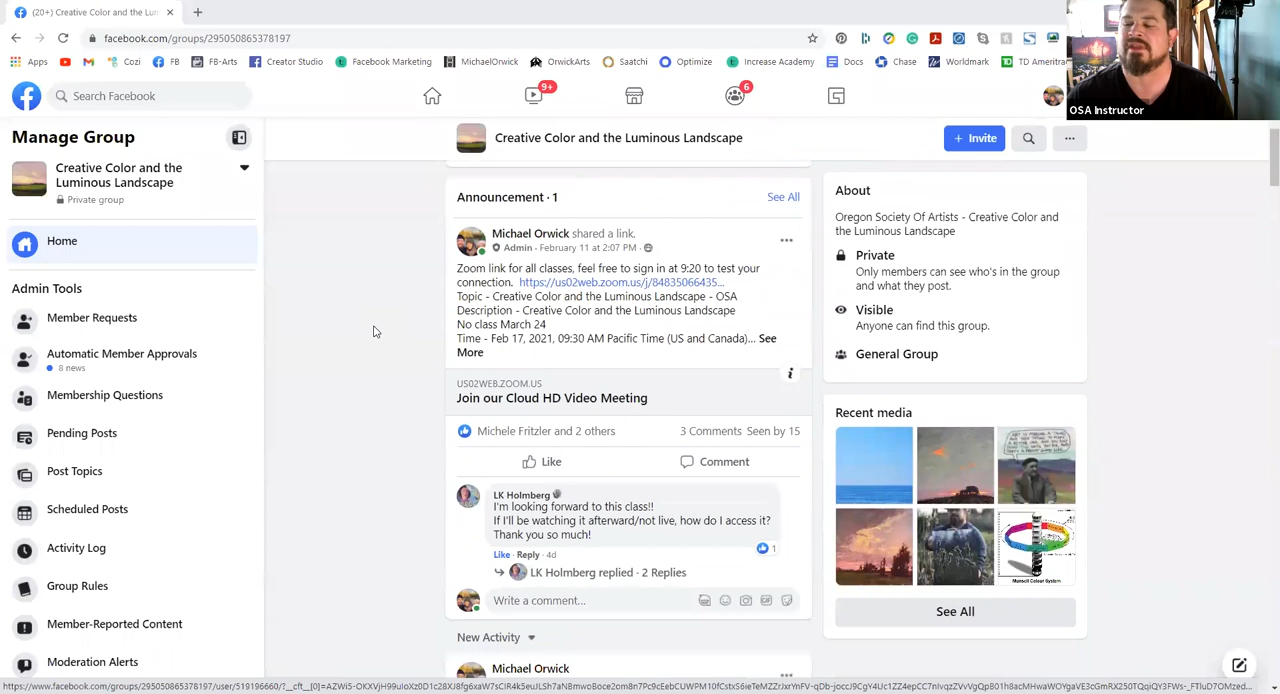 (20+) Creative Color and the Lun
facebook.com/groups/295050865378197
Apps
Cozi
FB
FB-Arts
Creator Studio
Facebook Marketing
MichaelOrwick
OrwickArts
Saatchi
Optimize
Increase Academy
Docs
Chase
Worldmark
TD Ameritra
OSA Instructor
Search Facebook
9+
6
Manage Group
Creative Color and the
Luminous Landscape
Private group
Home
Admin Tools
Member Requests
Automatic Member Approvals
8 news
Membership Questions
Pending Posts
Post Topics
Scheduled Posts
Activity Log
Group Rules
Member-Reported Content
Moderation Alerts
Creative Color and the Luminous Landscape
+ Invite
Announcement · 1
See All
Michael Orwick shared a link.
Admin · February 11 at 2:07 PM ·
Zoom link for all classes, feel free to sign in at 9:20 to test your
connection. https://us02web.zoom.us/j/84835066435...
Topic - Creative Color and the Luminous Landscape - OSA
Description - Creative Color and the Luminous Landscape
No class March 24
Time - Feb 17, 2021, 09:30 AM Pacific Time (US and Canada)... See
More
US02WEB.ZOOM.US
Join our Cloud HD Video Meeting
Michele Fritzler and 2 others
3 Comments Seen by 15
Like
Comment
LK Holmberg
I'm looking forward to this class!!
If I'll be watching it afterward/not live, how do I access it?
Thank you so much!
1
Like · Reply · 4d
LK Holmberg replied · 2 Replies
Write a comment...
New Activity
Michael Orwick
About
Oregon Society Of Artists - Creative Color and
the Luminous Landscape
Private
Only members can see who's in the group
and what they post.
Visible
Anyone can find this group.
General Group
Recent media
Munsell Colour System
See All